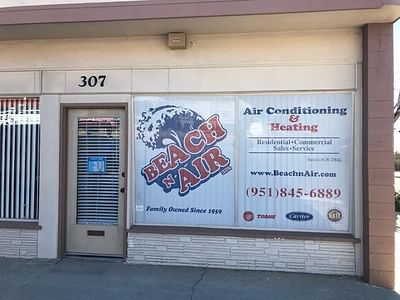 307
BEACH
N
AIR
Family Owned Since 1959
Air Conditioning
&
Heating
Residential • Commercial
Sales • Service
www.BeachnAir.com
(951) 845-6889
TRANE
Carrier
NATE